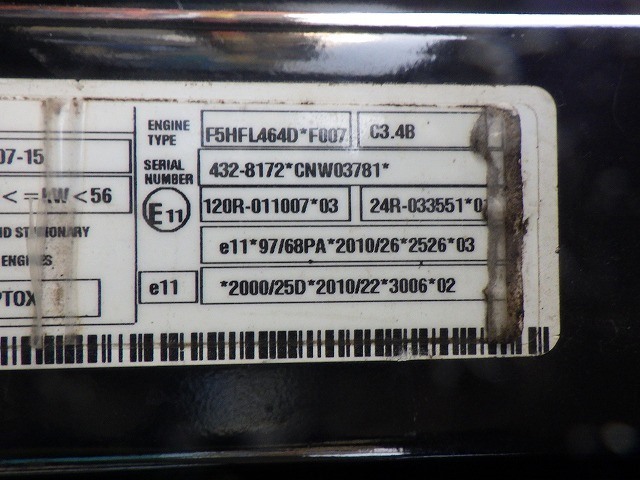 ENGINE TYPE F5HFL464D*F007 C3.4B
07-15
SERIAL NUMBER 432-8172*CNW03781*
< =kW <56
E11 120R-011007*03 24R-033551*0
STATIONARY
ENGINES
e11*97/68PA*2010/26*2526*03
PTOX
e11 *2000/25D*2010/22*3006*02